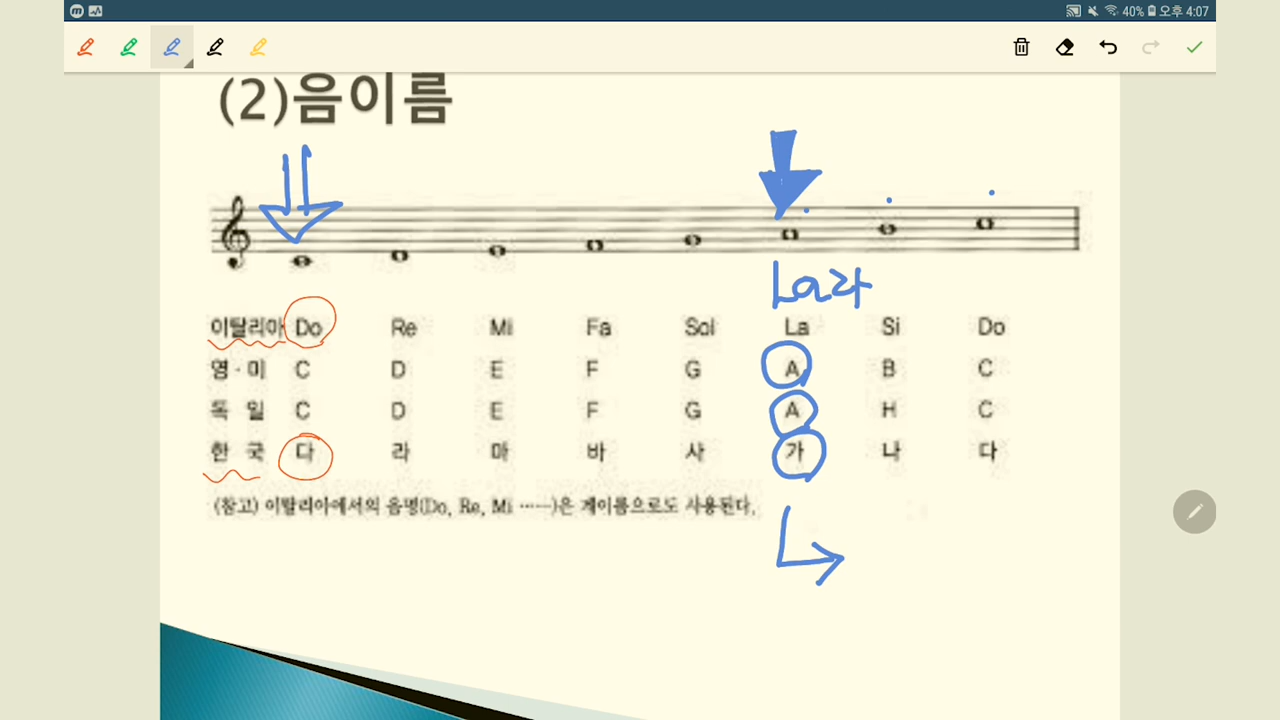 40% 오후 4:07
(2)음이름
La라
이탈리아 Do Re Mi Fa Sol La Si Do
영·미 C D E F G A B C
독 일 C D E F G A H C
한 국 다 라 마 바 사 가 나 다
(참고) 이탈리아에서의 음명(Do, Re, Mi ……)은 계이름으로도 사용된다.